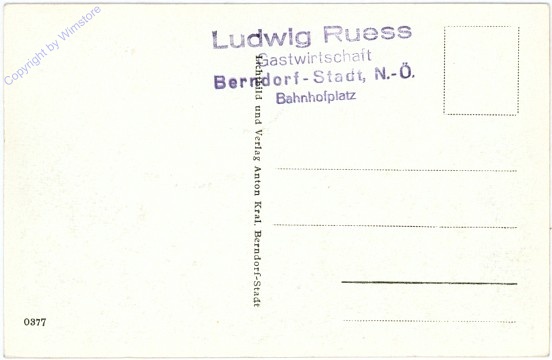 Copyright by Wimstore
Ludwig Ruess
Gastwirtschaft
Berndorf-Stadt, N.-Ö.
Bahnhofplatz
Lichtbild und Verlag Anton Kral, Berndorf-Stadt
0377